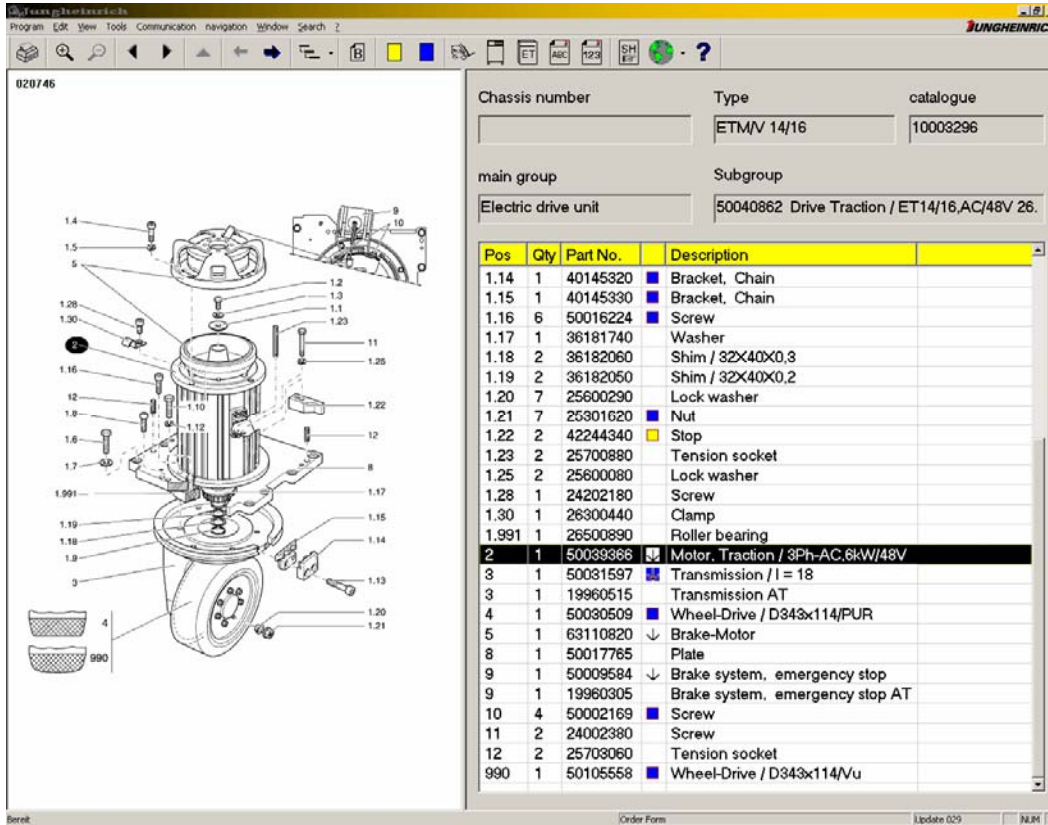 Jungheinrich
Program Edit View Tools Communication navigation Window Search ?
JUNGHEINRIC
B ET ABC 123 SH ?
020746
Chassis number Type catalogue
ETM/V 14/16 10003296
main group Subgroup
Electric drive unit 50040862 Drive Traction / ET14/16,AC/48V 26.
1.4
1.5
5
9
10
1.2
1.3
1.1
1.23
1.28
1.30
2
11
1.25
1.16
12
1.8
1.10
1.12
1.22
12
1.6
1.7
8
1.991
1.17
1.19
1.18
1.9
3
1.15
1.14
1.13
1.20
1.21
4
990
Pos Qty Part No. Description
1.14 1 40145320 Bracket, Chain
1.15 1 40145330 Bracket, Chain
1.16 6 50016224 Screw
1.17 1 36181740 Washer
1.18 2 36182060 Shim / 32X40X0,3
1.19 2 36182050 Shim / 32X40X0,2
1.20 7 25600290 Lock washer
1.21 7 25301620 Nut
1.22 2 42244340 Stop
1.23 2 25700880 Tension socket
1.25 2 25600080 Lock washer
1.28 1 24202180 Screw
1.30 1 26300440 Clamp
1.991 1 26500890 Roller bearing
2 1 50039366 Motor, Traction / 3Ph-AC,6kW/48V
3 1 50031597 Transmission / I = 18
3 1 19960515 Transmission AT
4 1 50030509 Wheel-Drive / D343x114/PUR
5 1 63110820 Brake-Motor
8 1 50017765 Plate
9 1 50009584 Brake system, emergency stop
9 1 19960305 Brake system, emergency stop AT
10 4 50002169 Screw
11 2 24002380 Screw
12 2 25703060 Tension socket
990 1 50105558 Wheel-Drive / D343x114/Vu
Bereit Order Form Update 029 NUM